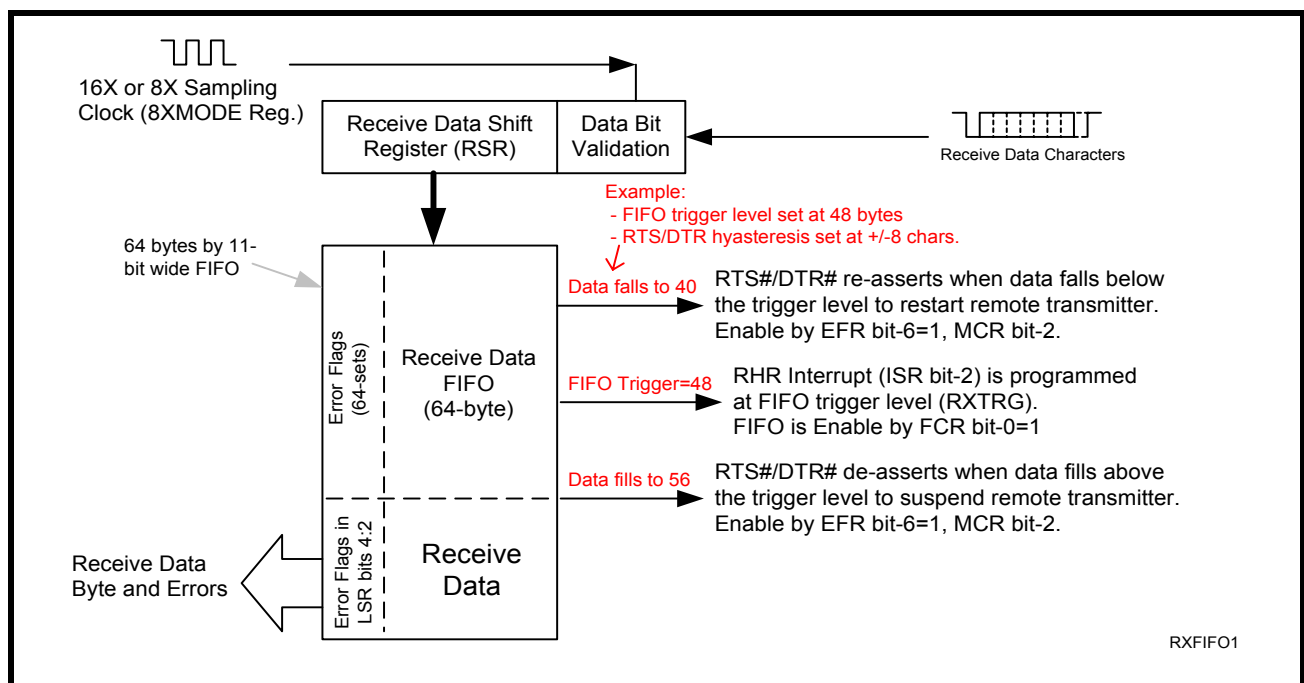 16X or 8X Sampling
Clock (8XMODE Reg.)
Receive Data Shift
Register (RSR)
Data Bit
Validation
Receive Data Characters
Example:
- FIFO trigger level set at 48 bytes
- RTS/DTR hyasteresis set at +/-8 chars.
64 bytes by 11-
bit wide FIFO
Data falls to 40
RTS#/DTR# re-asserts when data falls below
the trigger level to restart remote transmitter.
Enable by EFR bit-6=1, MCR bit-2.
Error Flags
(64-sets)
Receive Data
FIFO
(64-byte)
FIFO Trigger=48
RHR Interrupt (ISR bit-2) is programmed
at FIFO trigger level (RXTRG).
FIFO is Enable by FCR bit-0=1
Data fills to 56
RTS#/DTR# de-asserts when data fills above
the trigger level to suspend remote transmitter.
Enable by EFR bit-6=1, MCR bit-2.
Error Flags in
LSR bits 4:2
Receive
Data
Receive Data
Byte and Errors
RXFIFO1